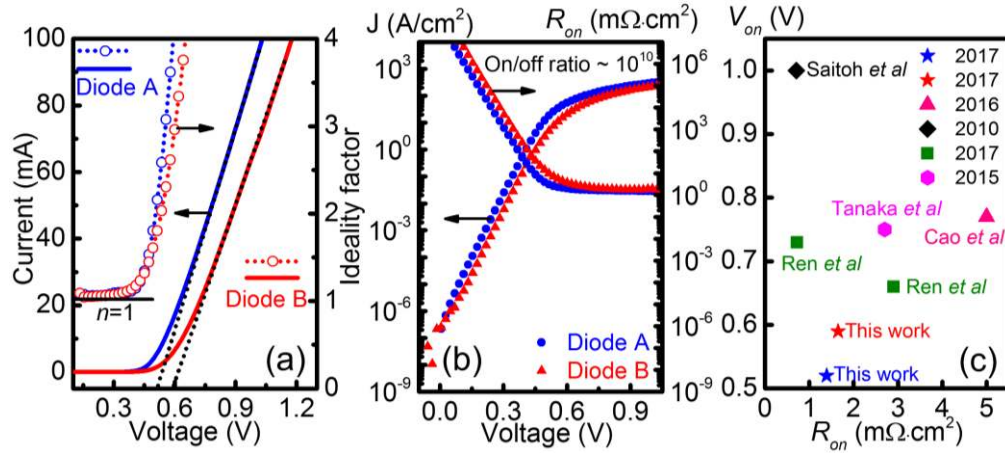 100
80
60
40
20
0
Current (mA)
Diode A
n=1
Diode B
(a)
4
3
2
1
0
Ideality factor
0.3 0.6 0.9 1.2
Voltage (V)
J (A/cm²)
10³
10⁰
10⁻³
10⁻⁶
10⁻⁹
R_on (mΩ·cm²)
On/off ratio ~ 10¹⁰
10⁶
10³
10⁰
10⁻³
10⁻⁶
10⁻⁹
Diode A
Diode B
(b)
0.0 0.3 0.6 0.9
Voltage (V)
V_on (V)
1.0
0.9
0.8
0.7
0.6
0.5
Saitoh et al
2017
2017
2016
2010
2017
2015
Tanaka et al
Cao et al
Ren et al
Ren et al
This work
This work
(c)
0 1 2 3 4 5
R_on (mΩ·cm²)